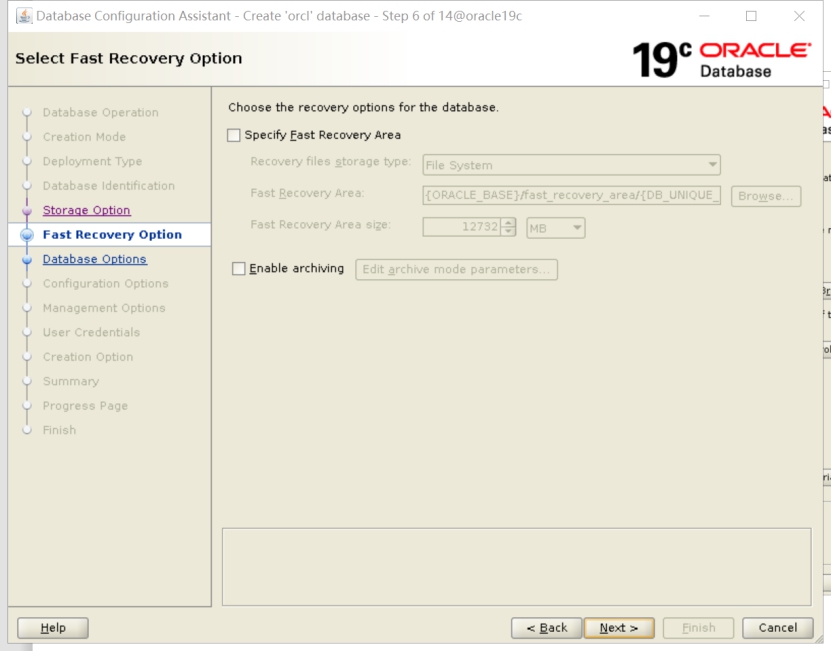 Database Configuration Assistant - Create 'orcl' database - Step 6 of 14@oracle19c
Select Fast Recovery Option
19c ORACLE
Database
Database Operation
Creation Mode
Deployment Type
Database Identification
Storage Option
Fast Recovery Option
Database Options
Configuration Options
Management Options
User Credentials
Creation Option
Summary
Progress Page
Finish
Choose the recovery options for the database.
Specify Fast Recovery Area
Recovery files storage type: File System
Fast Recovery Area: {ORACLE_BASE}/fast_recovery_area/{DB_UNIQUE_ Browse...
Fast Recovery Area size: 12732 MB
Enable archiving Edit archive mode parameters...
Help < Back Next > Finish Cancel